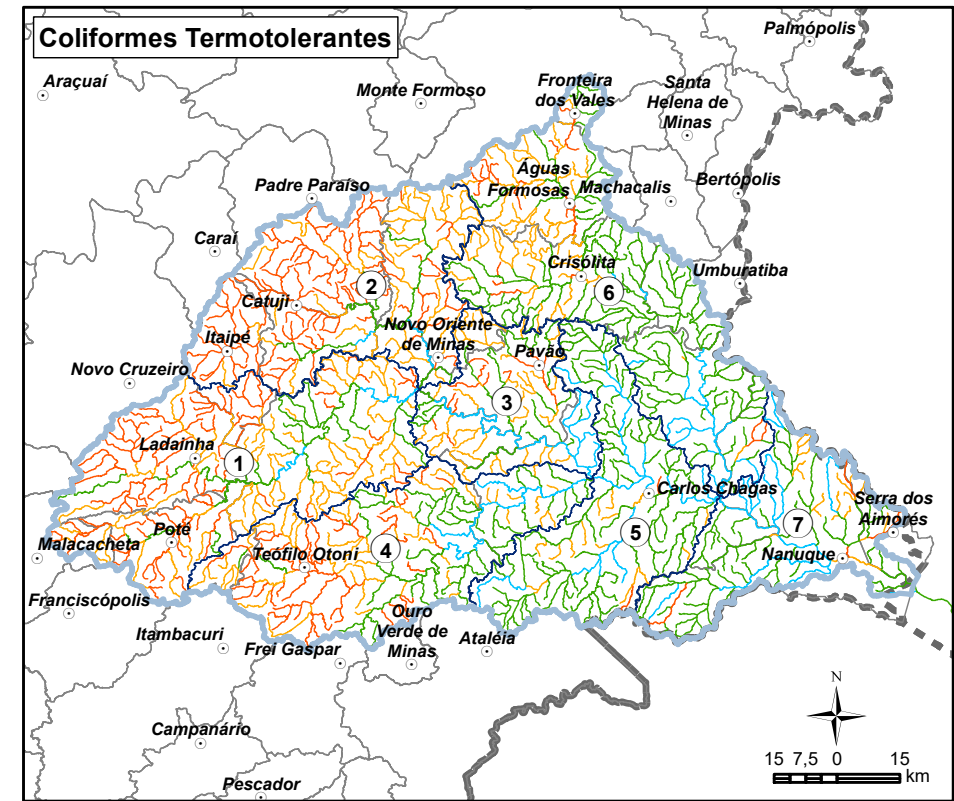 Coliformes Termotolerantes
Palmópolis
Araçuaí
Monte Formoso
Fronteira
dos Vales
Santa
Helena de
Minas
Padre Paraíso
Águas
Formosas
Machacalis
Bertópolis
Caraí
Crisólita
Umburatiba
2
6
Catuji
Itaipé
Novo Oriente
de Minas
Pavão
Novo Cruzeiro
3
Ladaínha
1
Carlos Chagas
Serra dos
Aimorés
Poté
4
5
7
Malacacheta
Teófilo Otoni
Nanuque
Franciscópolis
Ouro
Verde de
Minas
Itambacuri
Frei Gaspar
Ataléia
N
Campanário
15 7,5 0 15
km
Pescador